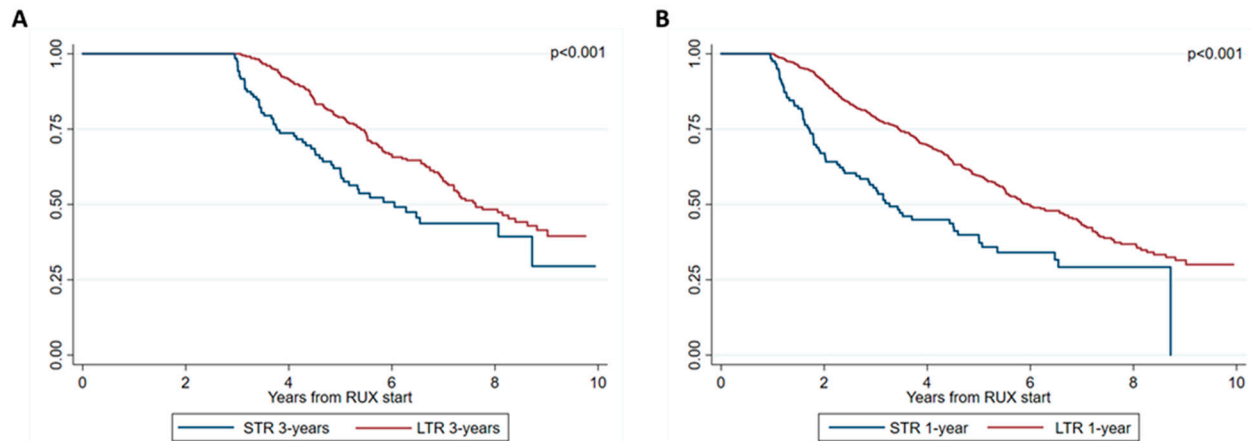 A
p<0.001
1.00
0.75
0.50
0.25
0.00
0 2 4 6 8 10
Years from RUX start
STR 3-years LTR 3-years
B
p<0.001
1.00
0.75
0.50
0.25
0.00
0 2 4 6 8 10
Years from RUX start
STR 1-year LTR 1-year